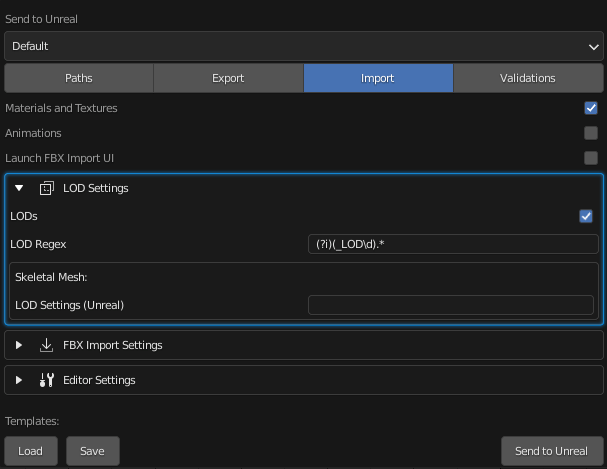 Send to Unreal
Default
Paths Export Import Validations
Materials and Textures
Animations
Launch FBX Import UI
LOD Settings
LODs
LOD Regex (?i)(_LOD\d).*
Skeletal Mesh:
LOD Settings (Unreal)
FBX Import Settings
Editor Settings
Templates:
Load Save Send to Unreal